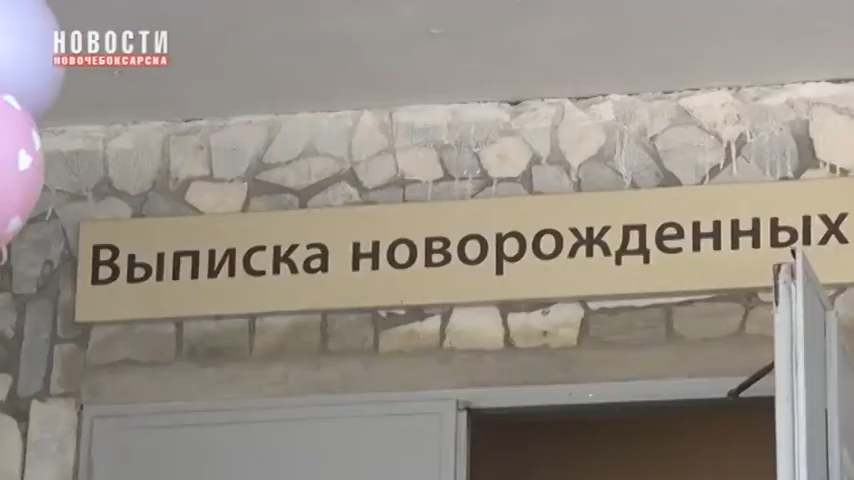 НОВОСТИ
НОВОЧЕБОКСАРСКА
Выписка новорожденных